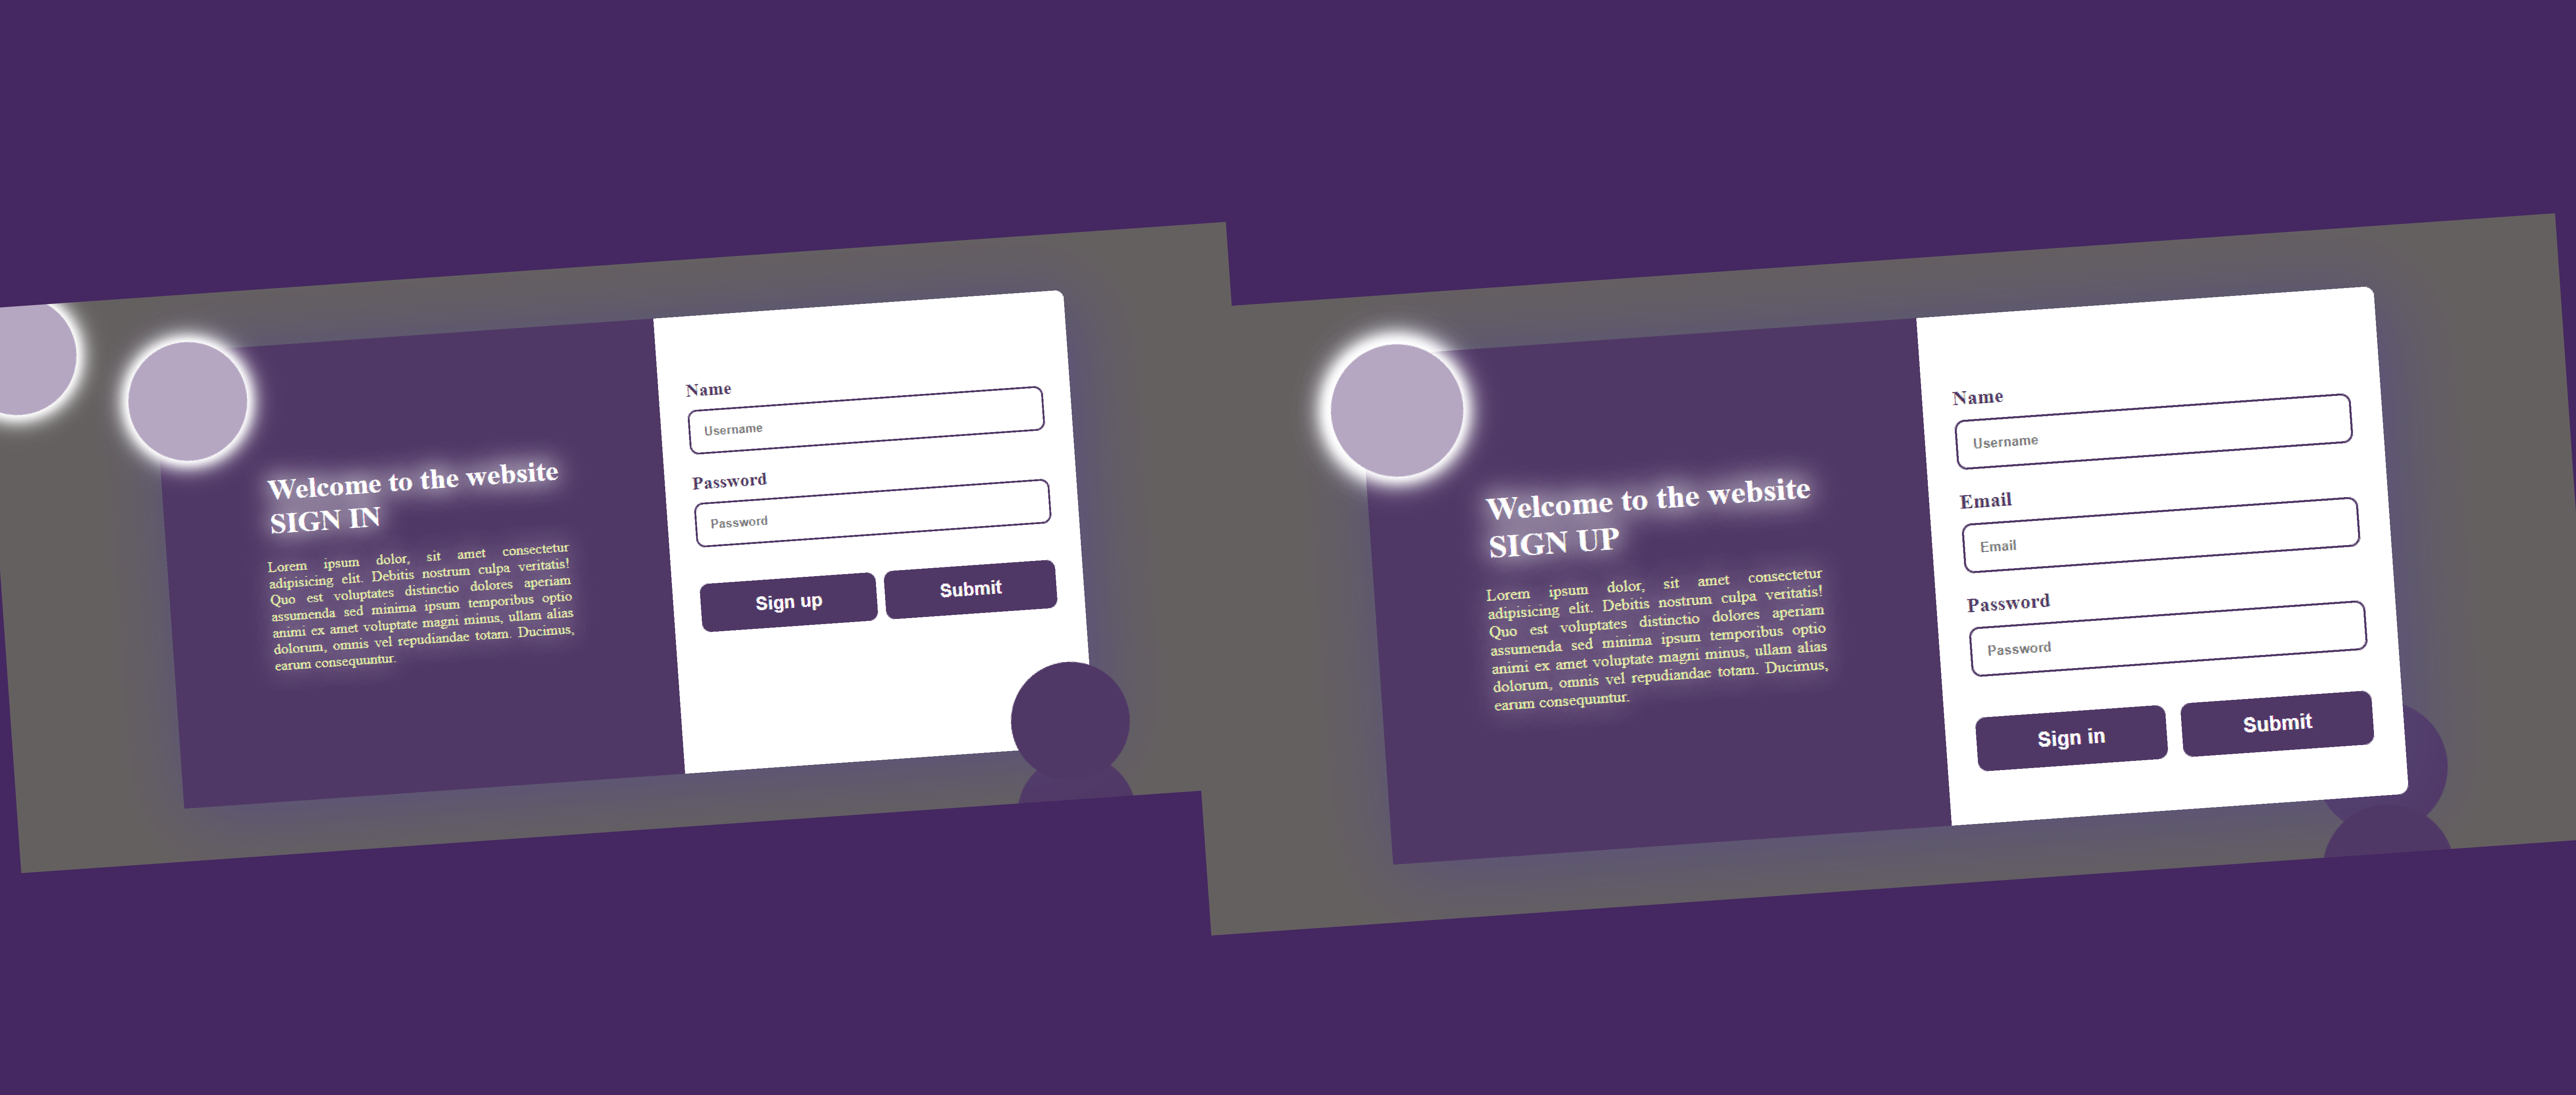 Welcome to the website
SIGN IN
Lorem ipsum dolor, sit amet consectetur
adipisicing elit. Debitis nostrum culpa veritatis!
Quo est voluptates distinctio dolores aperiam
assumenda sed minima ipsum temporibus optio
animi ex amet voluptate magni minus, ullam alias
dolorum, omnis vel repudiandae totam. Ducimus,
earum consequuntur.
Name
Username
Password
Password
Sign up
Submit
Welcome to the website
SIGN UP
Lorem ipsum dolor, sit amet consectetur
adipisicing elit. Debitis nostrum culpa veritatis!
Quo est voluptates distinctio dolores aperiam
assumenda sed minima ipsum temporibus optio
animi ex amet voluptate magni minus, ullam alias
dolorum, omnis vel repudiandae totam. Ducimus,
earum consequuntur.
Name
Username
Email
Email
Password
Password
Sign in
Submit